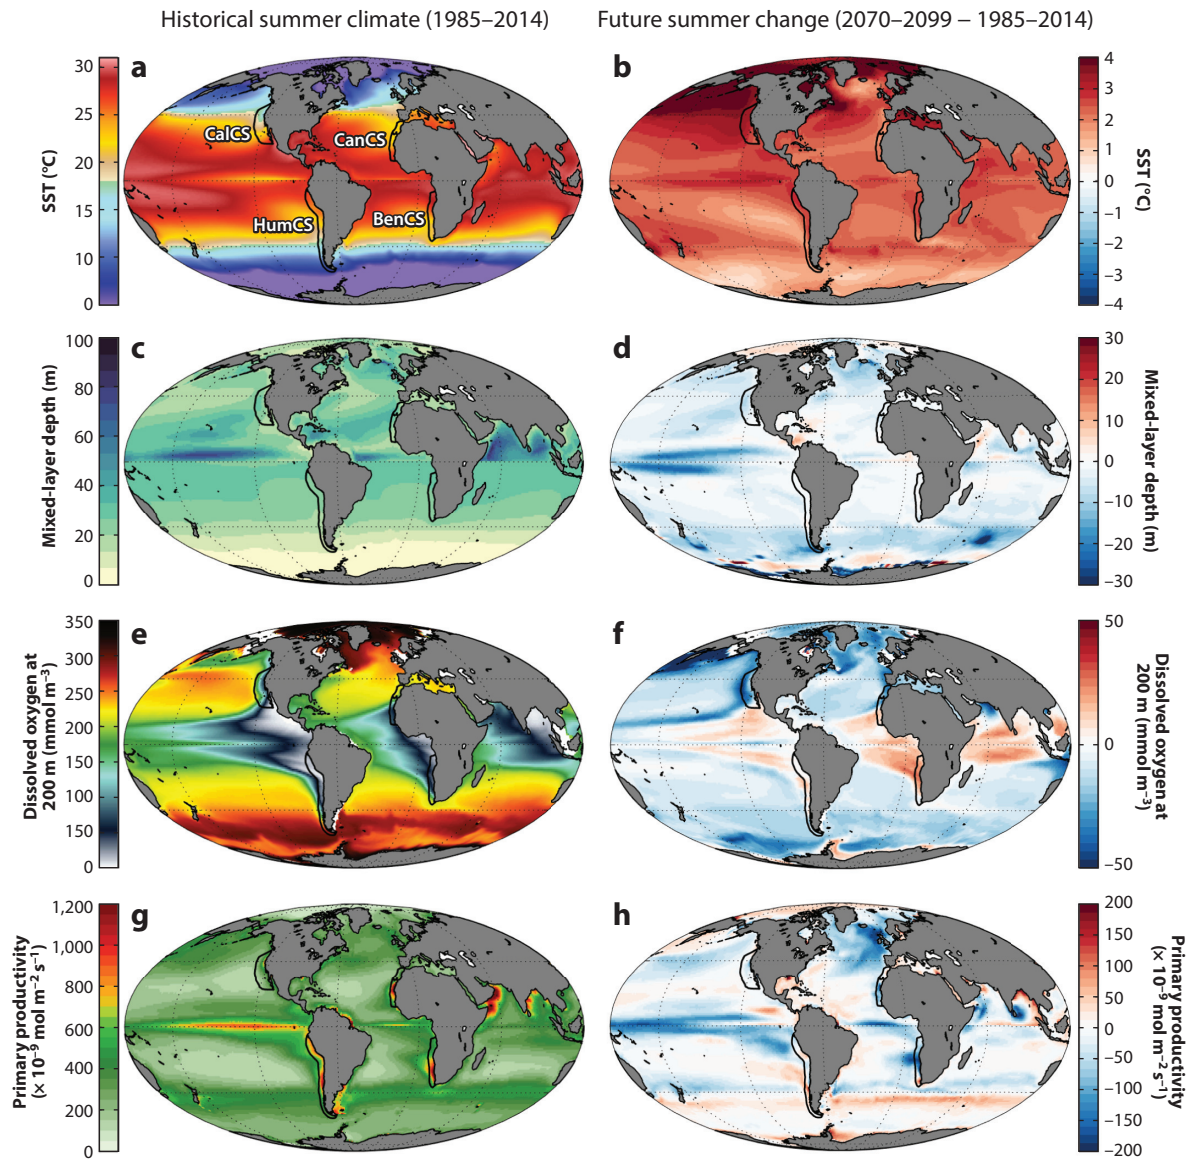 Historical summer climate (1985–2014)
Future summer change (2070–2099 − 1985–2014)
a
CalCS
CanCS
HumCS
BenCS
SST (°C)
30
25
20
15
10
0
b
SST (°C)
4
3
2
1
0
–1
–2
–3
–4
c
Mixed-layer depth (m)
100
80
60
40
20
0
d
Mixed-layer depth (m)
30
20
10
0
–10
–20
–30
e
Dissolved oxygen at
200 m (mmol m–3)
350
300
250
200
150
100
150
0
f
Dissolved oxygen at
200 m (mmol m–3)
50
0
–50
g
Primary productivity
(× 10–9 mol m–2 s–1)
1,200
1,000
800
600
400
200
0
h
Primary productivity
(× 10–9 mol m–2 s–1)
200
150
100
50
0
–50
–100
–150
–200